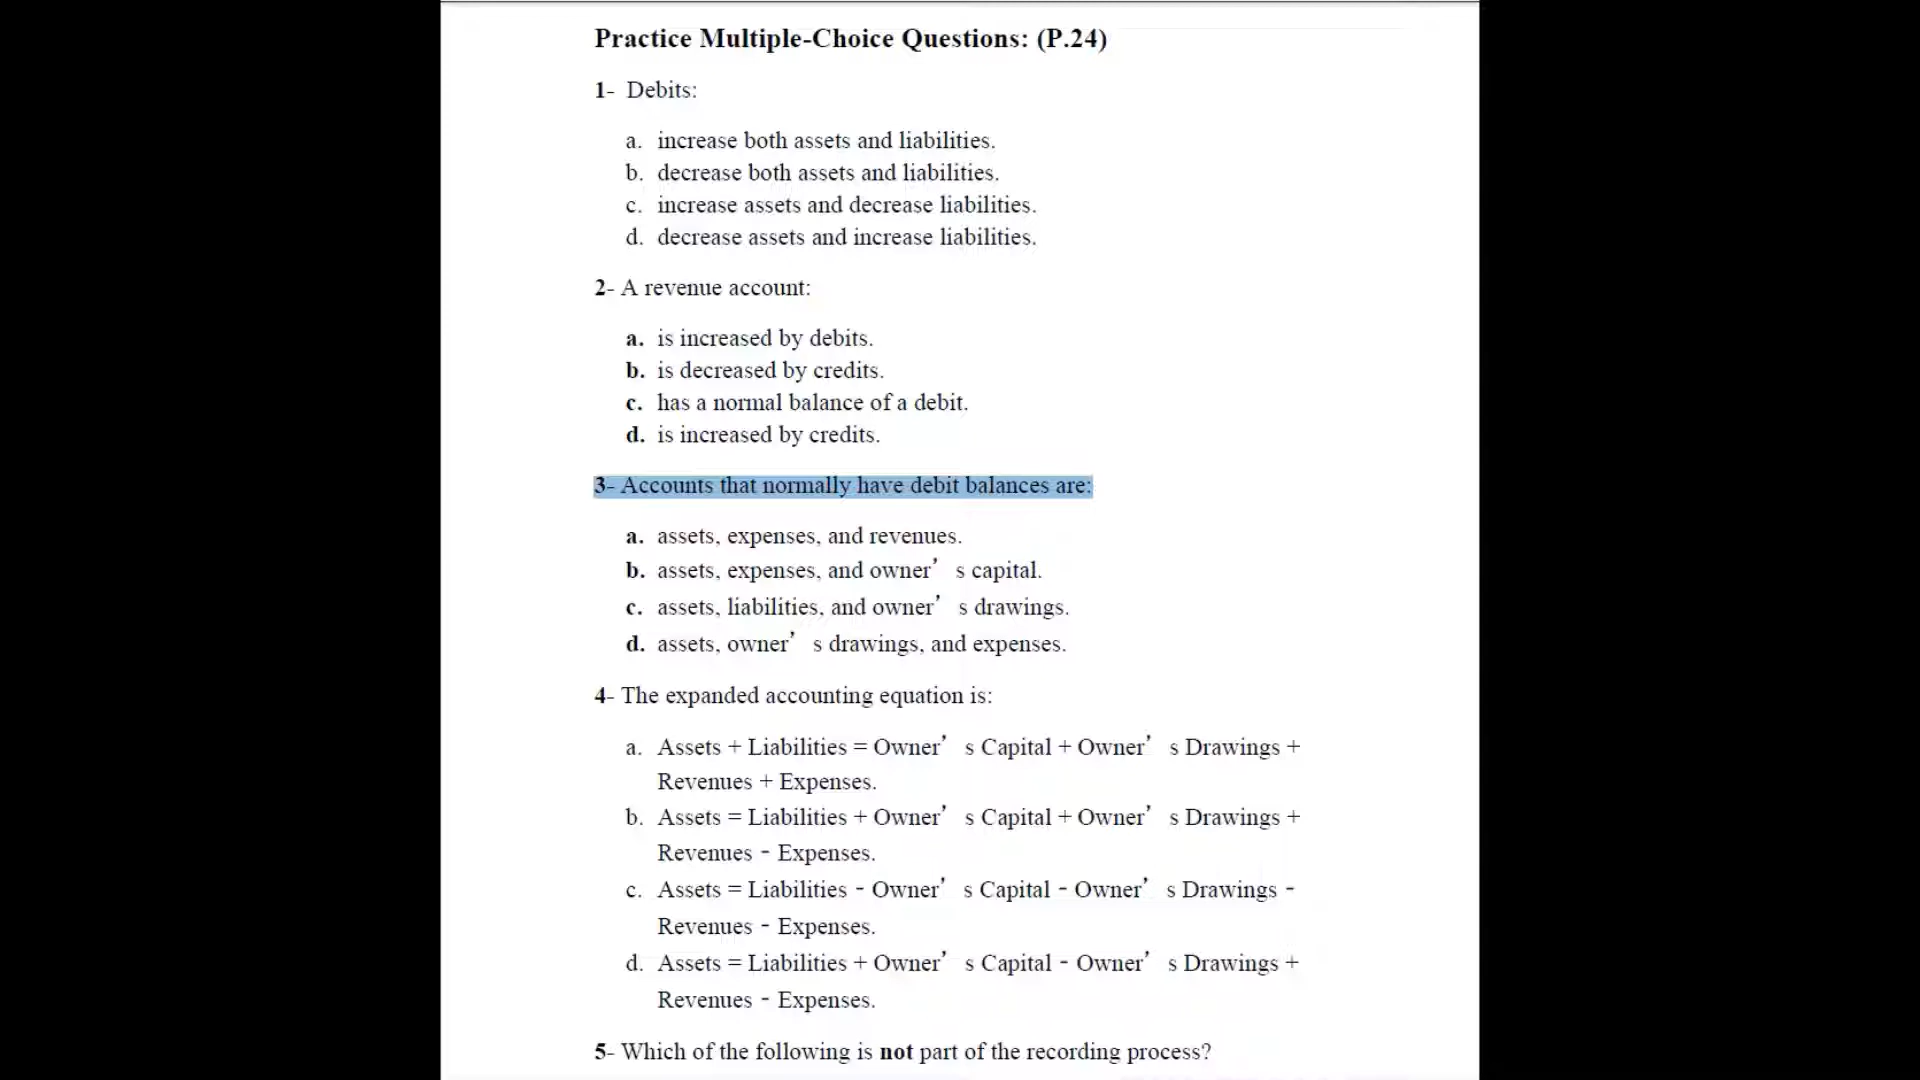 Practice Multiple-Choice Questions: (P.24)
1- Debits:
a. increase both assets and liabilities.
b. decrease both assets and liabilities.
c. increase assets and decrease liabilities.
d. decrease assets and increase liabilities.
2- A revenue account:
a. is increased by debits.
b. is decreased by credits.
c. has a normal balance of a debit.
d. is increased by credits.
3- Accounts that normally have debit balances are:
a. assets, expenses, and revenues.
b. assets, expenses, and owner’ s capital.
c. assets, liabilities, and owner’ s drawings.
d. assets, owner’ s drawings, and expenses.
4- The expanded accounting equation is:
a. Assets + Liabilities = Owner’ s Capital + Owner’ s Drawings +
Revenues + Expenses.
b. Assets = Liabilities + Owner’ s Capital + Owner’ s Drawings +
Revenues - Expenses.
c. Assets = Liabilities - Owner’ s Capital - Owner’ s Drawings -
Revenues - Expenses.
d. Assets = Liabilities + Owner’ s Capital - Owner’ s Drawings +
Revenues - Expenses.
5- Which of the following is not part of the recording process?